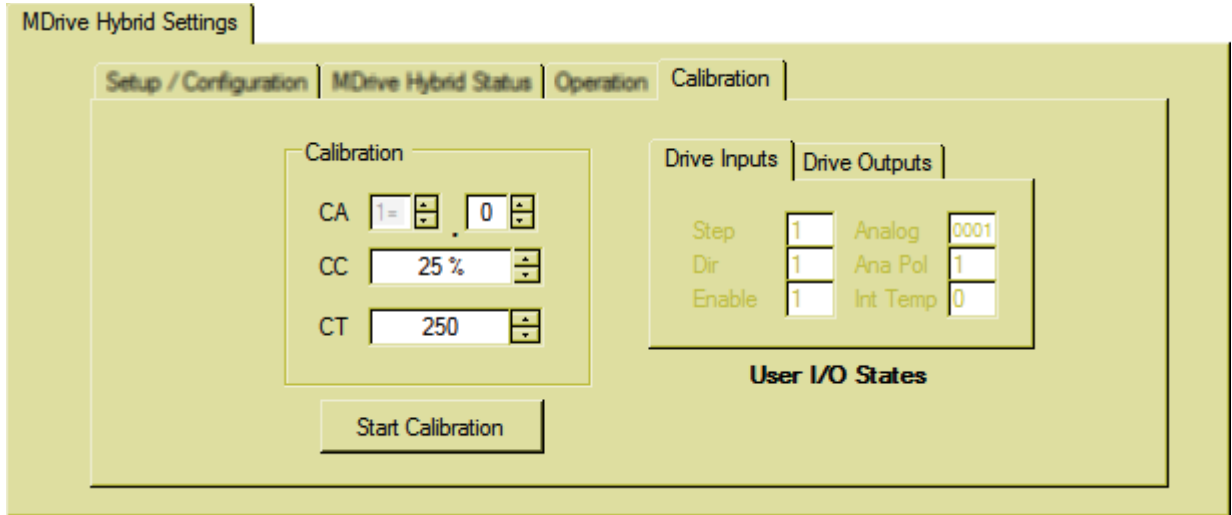 MDrive Hybrid Settings
Setup / Configuration MDrive Hybrid Status Operation Calibration
Calibration
CA 1= . 0
CC 25 %
CT 250
Start Calibration
Drive Inputs Drive Outputs
Step 1 Analog 0001
Dir 1 Ana Pol 1
Enable 1 Int Temp 0
User I/O States